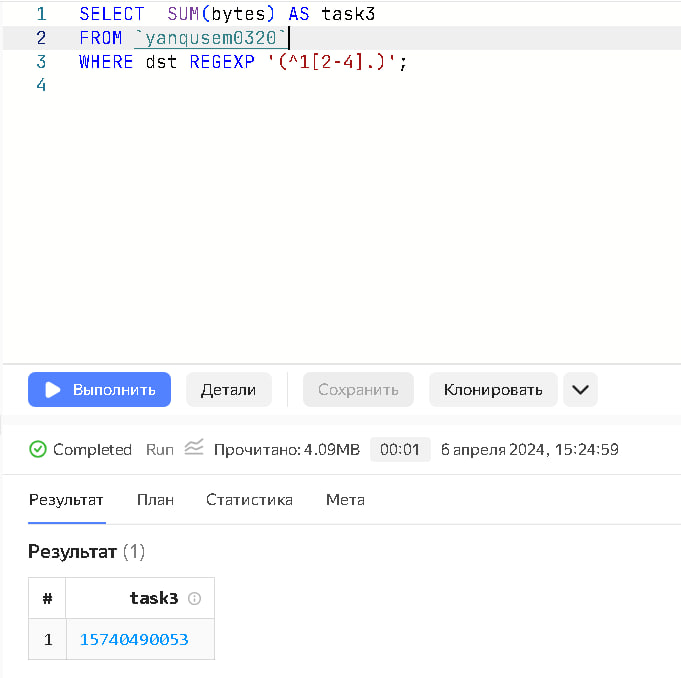 1 SELECT SUM(bytes) AS task3
2 FROM `yanqusem0320`
3 WHERE dst REGEXP '(^1[2-4].)';
4
Выполнить Детали Сохранить Клонировать
Completed Run Прочитано: 4.09MB 00:01 6 апреля 2024, 15:24:59
Результат План Статистика Мета
Результат (1)
# task3
1 15740490053